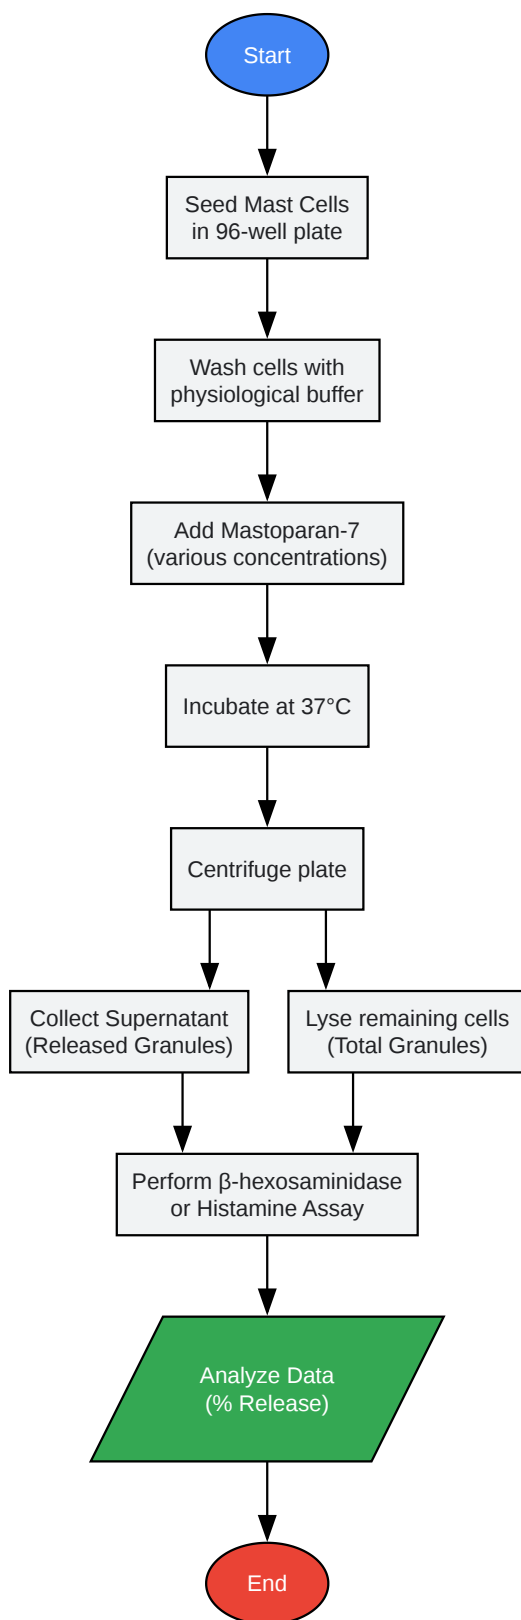 Start
Seed Mast Cells
in 96-well plate
Wash cells with
physiological buffer
Add Mastoparan-7
(various concentrations)
Incubate at 37°C
Centrifuge plate
Collect Supernatant
(Released Granules)
Lyse remaining cells
(Total Granules)
Perform β-hexosaminidase
or Histamine Assay
Analyze Data
(% Release)
End